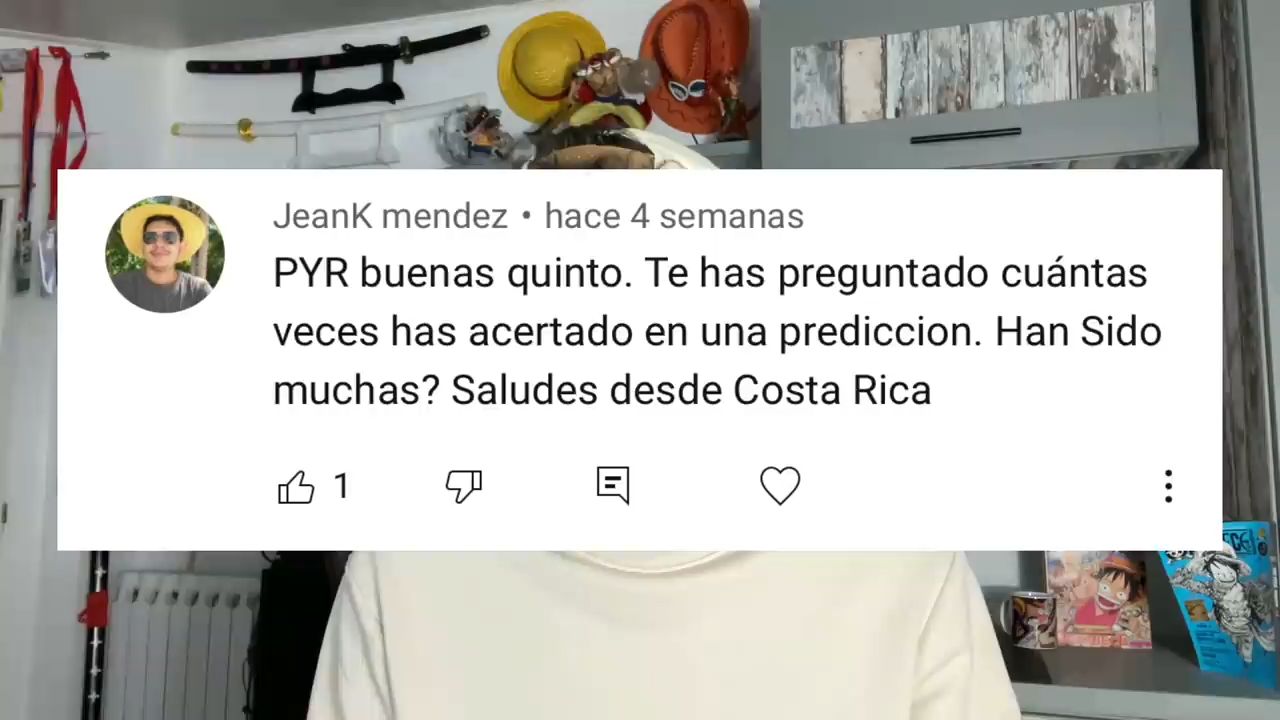 JeanK mendez • hace 4 semanas
PYR buenas quinto. Te has preguntado cuántas
veces has acertado en una prediccion. Han Sido
muchas? Saludes desde Costa Rica
1